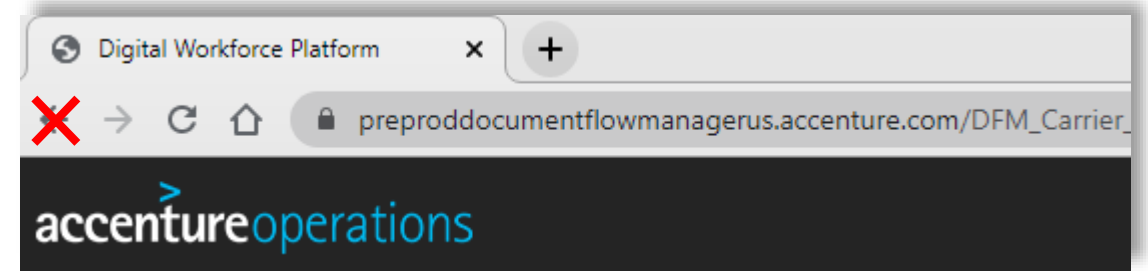 Digital Workforce Platform
preproddocumentflowmanagerus.accenture.com/DFM_Carrier_
accentureoperations